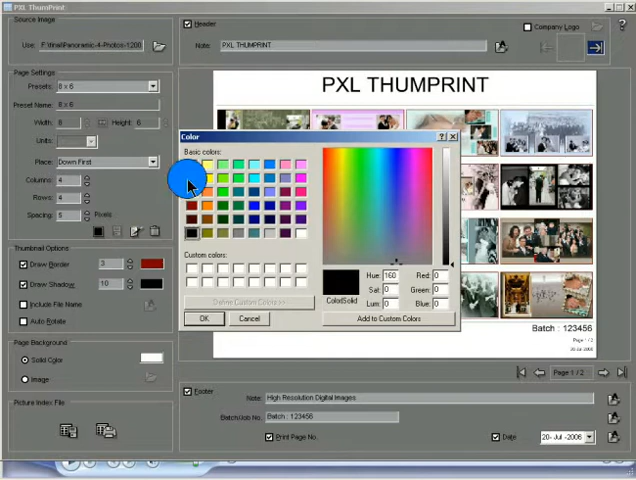 PXL ThumPrint
Source Image
Use: F:\final\Panoramic-4-Photos-1200
Header
Company Logo
Note: PXL THUMPRINT
Page Settings
Presets: 8 x 6
Preset Name: 8 x 6
Width: 8 Height: 6
Units:
Place: Down First
Columns: 4
Rows: 4
Spacing: 5 Pixels
Thumbnail Options
Draw Border 3
Draw Shadow 10
Include File Name
Auto Rotate
Page Background
Solid Color
Image
Picture Index File
PXL THUMPRINT
Color
Basic colors:
Custom colors:
Define Custom Colors >>
OK Cancel
Color|Solid
Hue: 160 Red: 0
Sat: 0 Green: 0
Lum: 0 Blue: 0
Add to Custom Colors
Batch : 123456
Page 1 / 2
20-Jul-2006
Page 1 / 2
Footer
Note: High Resolution Digital Images
Batch/Job No: Batch : 123456
Print Page No.
Date 20- Jul -2006